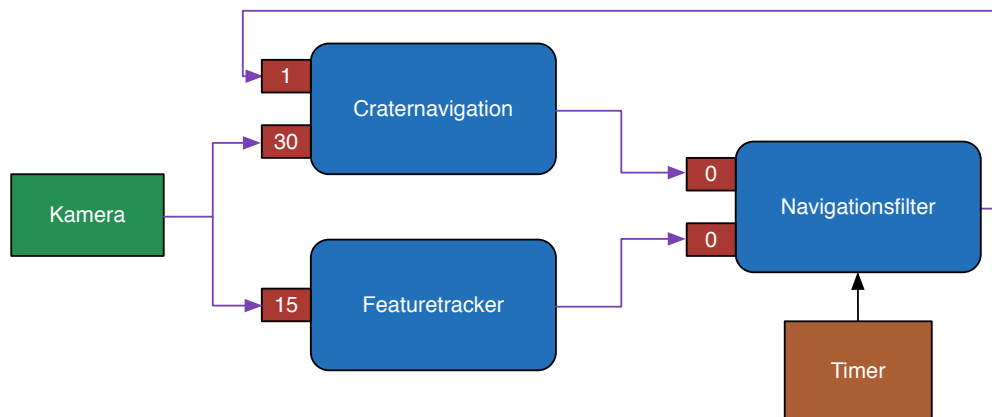 1
Craternavigation
30
0
Kamera
Navigationsfilter
0
15
Featuretracker
Timer